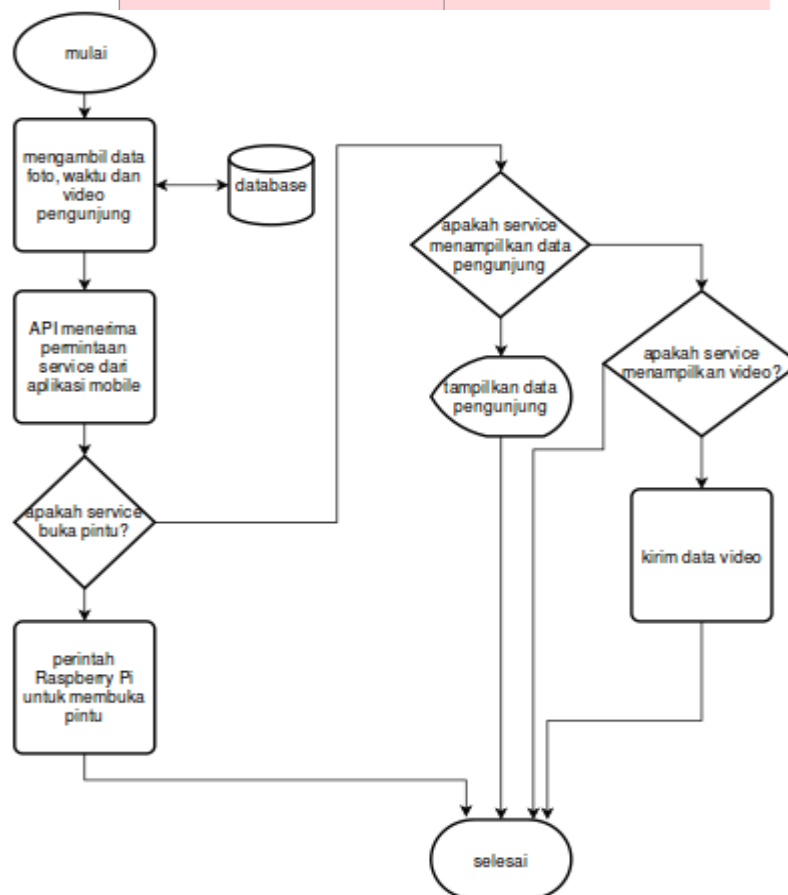 mulai
mengambil data
foto, waktu dan
video
pengunjung
database
API menerima
permintaan
service dari
aplikasi mobile
apakah service
buka pintu?
perintah
Raspberry Pi
untuk membuka
pintu
apakah service
menampilkan data
pengunjung
tampilkan data
pengunjung
apakah service
menampilkan video?
kirim data video
selesai